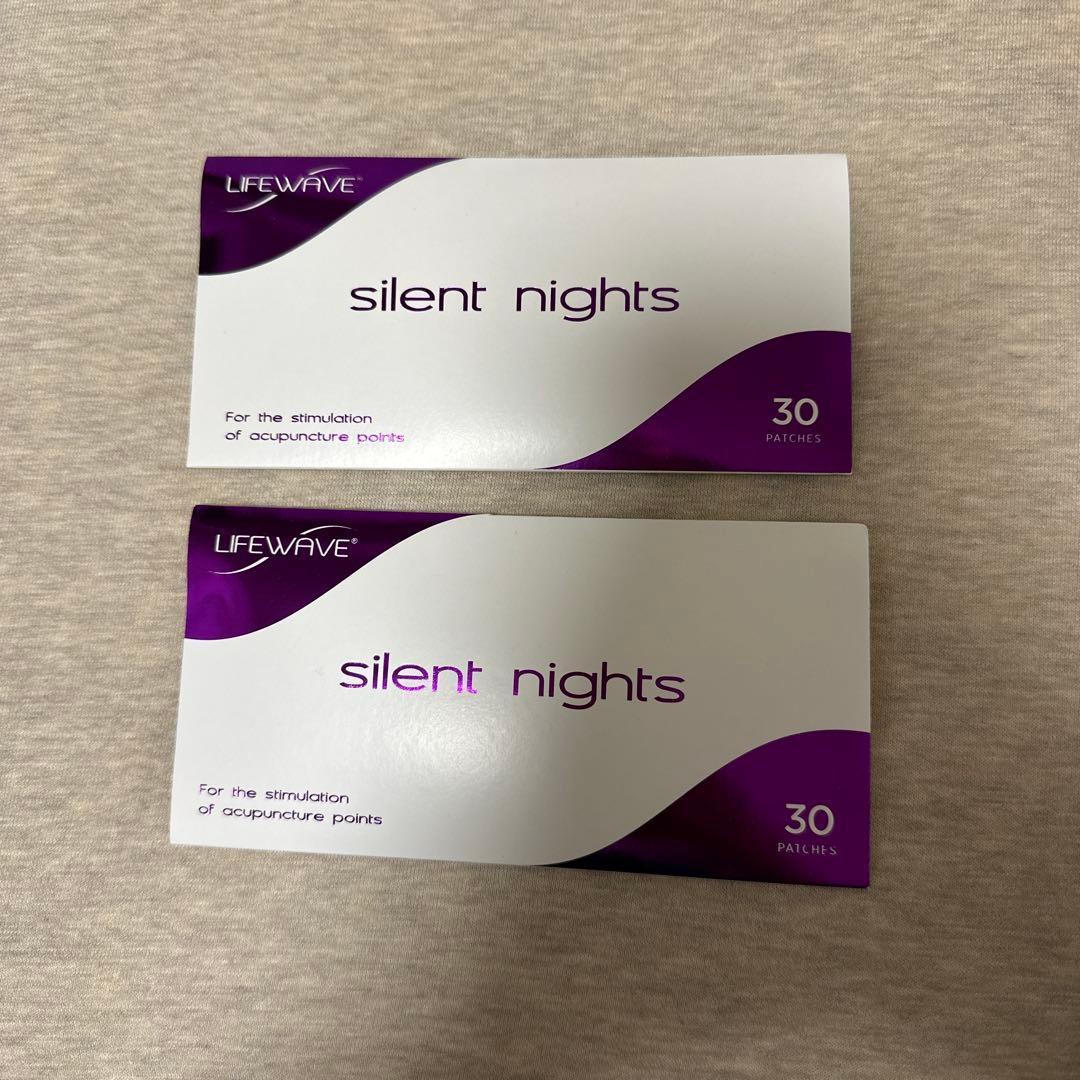 LIFEWAVE®
silent nights
For the stimulation
of acupuncture points
30
PATCHES
LIFEWAVE®
silent nights
For the stimulation
of acupuncture points
30
PATCHES